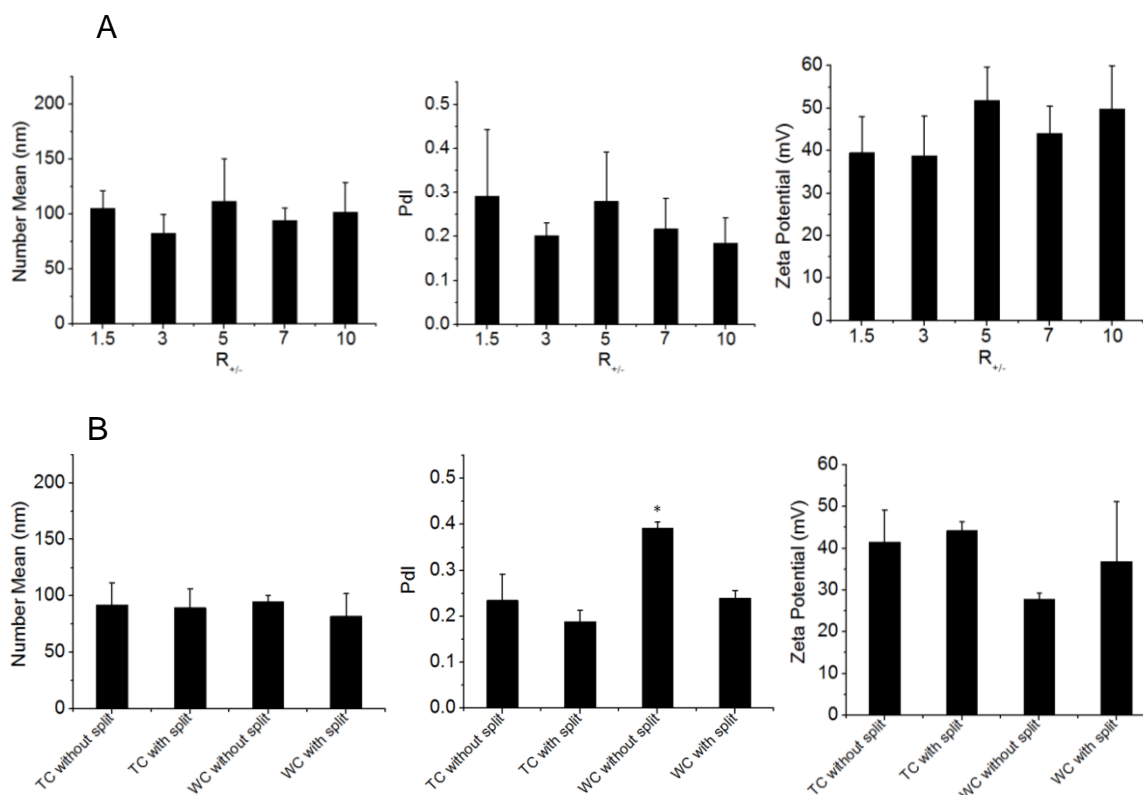 A
Number Mean (nm)
200
150
100
50
0
1.5 3 5 7 10
R+/-
PdI
0.5
0.4
0.3
0.2
0.1
0.0
1.5 3 5 7 10
R+/-
Zeta Potential (mV)
60
50
40
30
20
10
0
1.5 3 5 7 10
R+/-
B
Number Mean (nm)
200
150
100
50
0
TC without split
TC with split
WC without split
WC with split
PdI
0.5
0.4
0.3
0.2
0.1
*
TC without split
TC with split
WC without split
WC with split
Zeta Potential (mV)
60
50
40
30
20
10
0
TC without split
TC with split
WC without split
WC with split